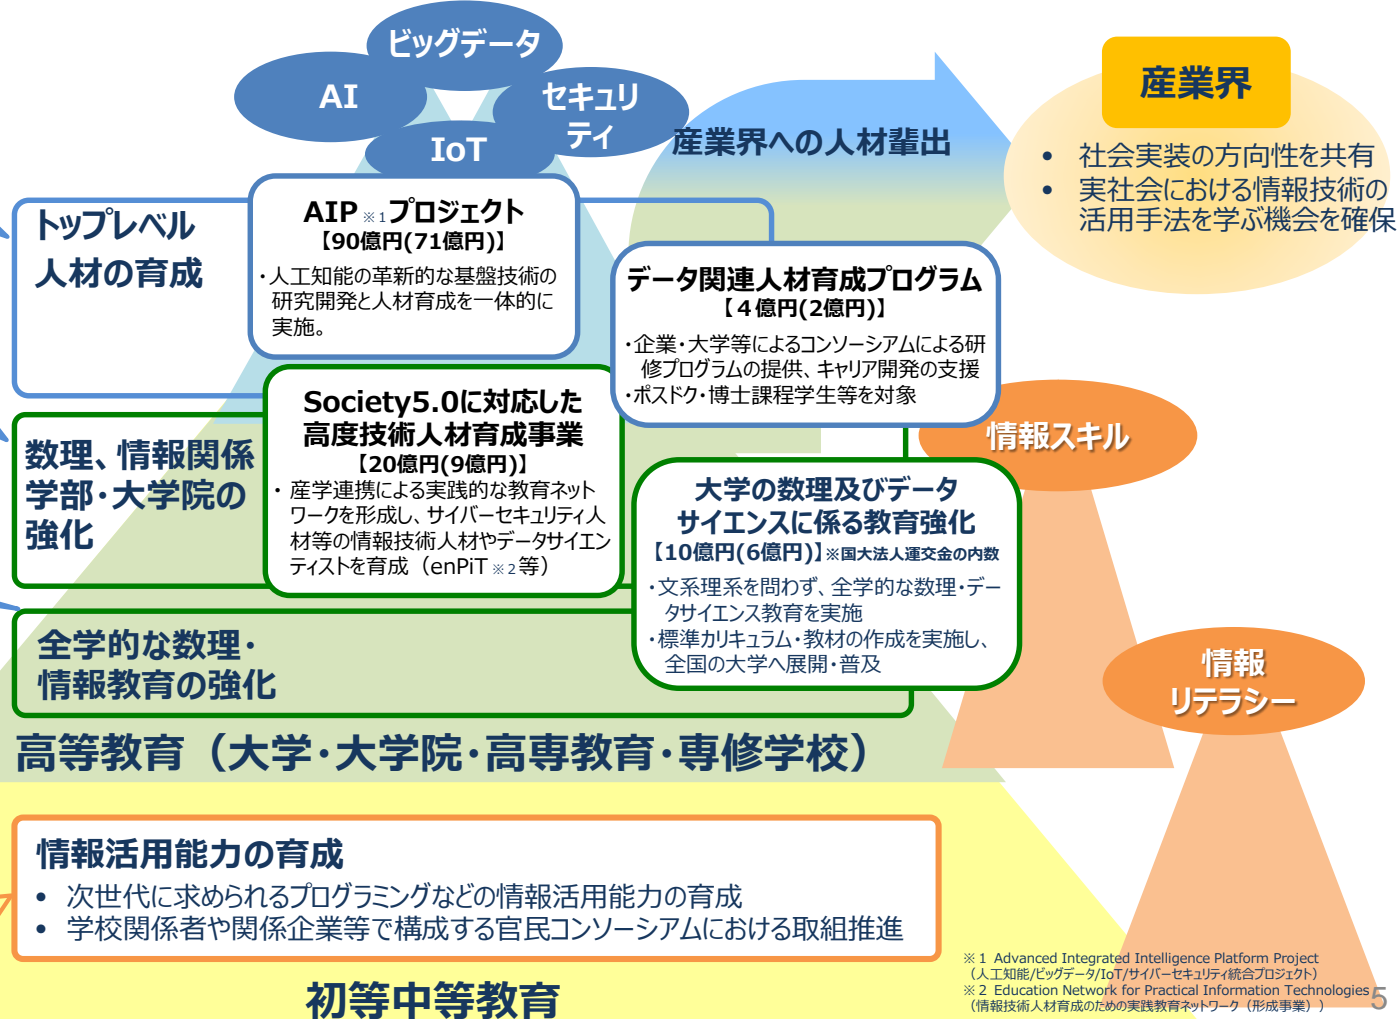 ビッグデータ
AI
セキュリ
ティ
IoT
産業界への人材輩出
産業界
• 社会実装の方向性を共有
• 実社会における情報技術の
活用手法を学ぶ機会を確保
トップレベル
人材の育成
AIP※1プロジェクト
【90億円(71億円)】
・人工知能の革新的な基盤技術の
研究開発と人材育成を一体的に
実施。
データ関連人材育成プログラム
【４億円(2億円)】
・企業・大学等によるコンソーシアムによる研
修プログラムの提供、キャリア開発の支援
・ポスドク・博士課程学生等を対象
数理、情報関係
学部・大学院の
強化
Society5.0に対応した
高度技術人材育成事業
【20億円(9億円)】
・ 産学連携による実践的な教育ネット
ワークを形成し、サイバーセキュリティ人
材等の情報技術人材やデータサイエン
ティストを育成（enPiT※2等）
情報スキル
大学の数理及びデータ
サイエンスに係る教育強化
【10億円(6億円)】※国大法人運交金の内数
・文系理系を問わず、全学的な数理・デー
タサイエンス教育を実施
・標準カリキュラム・教材の作成を実施し、
全国の大学へ展開・普及
全学的な数理・
情報教育の強化
情報
リテラシー
高等教育（大学・大学院・高専教育・専修学校）
情報活用能力の育成
• 次世代に求められるプログラミングなどの情報活用能力の育成
• 学校関係者や関係企業等で構成する官民コンソーシアムにおける取組推進
初等中等教育
※１ Advanced Integrated Intelligence Platform Project
（人工知能/ビッグデータ/IoT/サイバーセキュリティ統合プロジェクト）
※２ Education Network for Practical Information Technologies
（情報技術人材育成のための実践教育ネットワーク（形成事業））
5